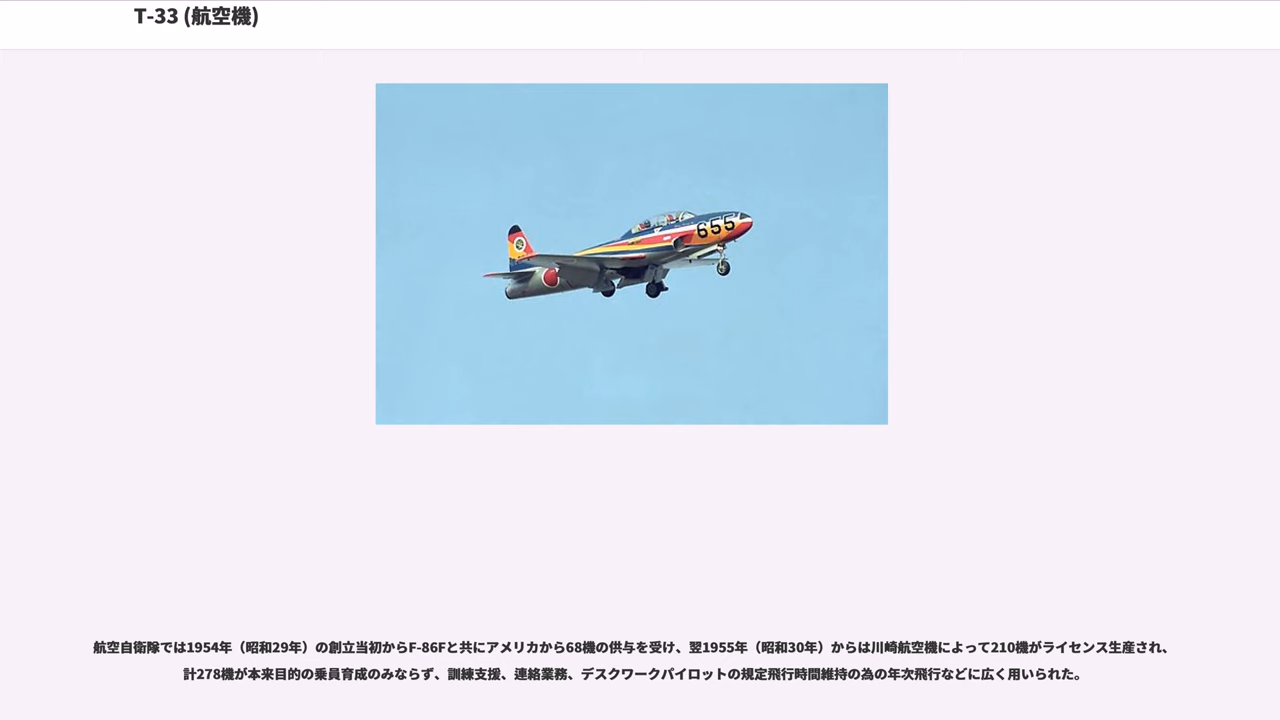 T-33 (航空機)
655
航空自衛隊では1954年（昭和29年）の創立当初からF-86Fと共にアメリカから68機の供与を受け、翌1955年（昭和30年）からは川崎航空機によって210機がライセンス生産され、
計278機が本来目的の乗員育成のみならず、訓練支援、連絡業務、デスクワークパイロットの規定飛行時間維持の為の年次飛行などに広く用いられた。